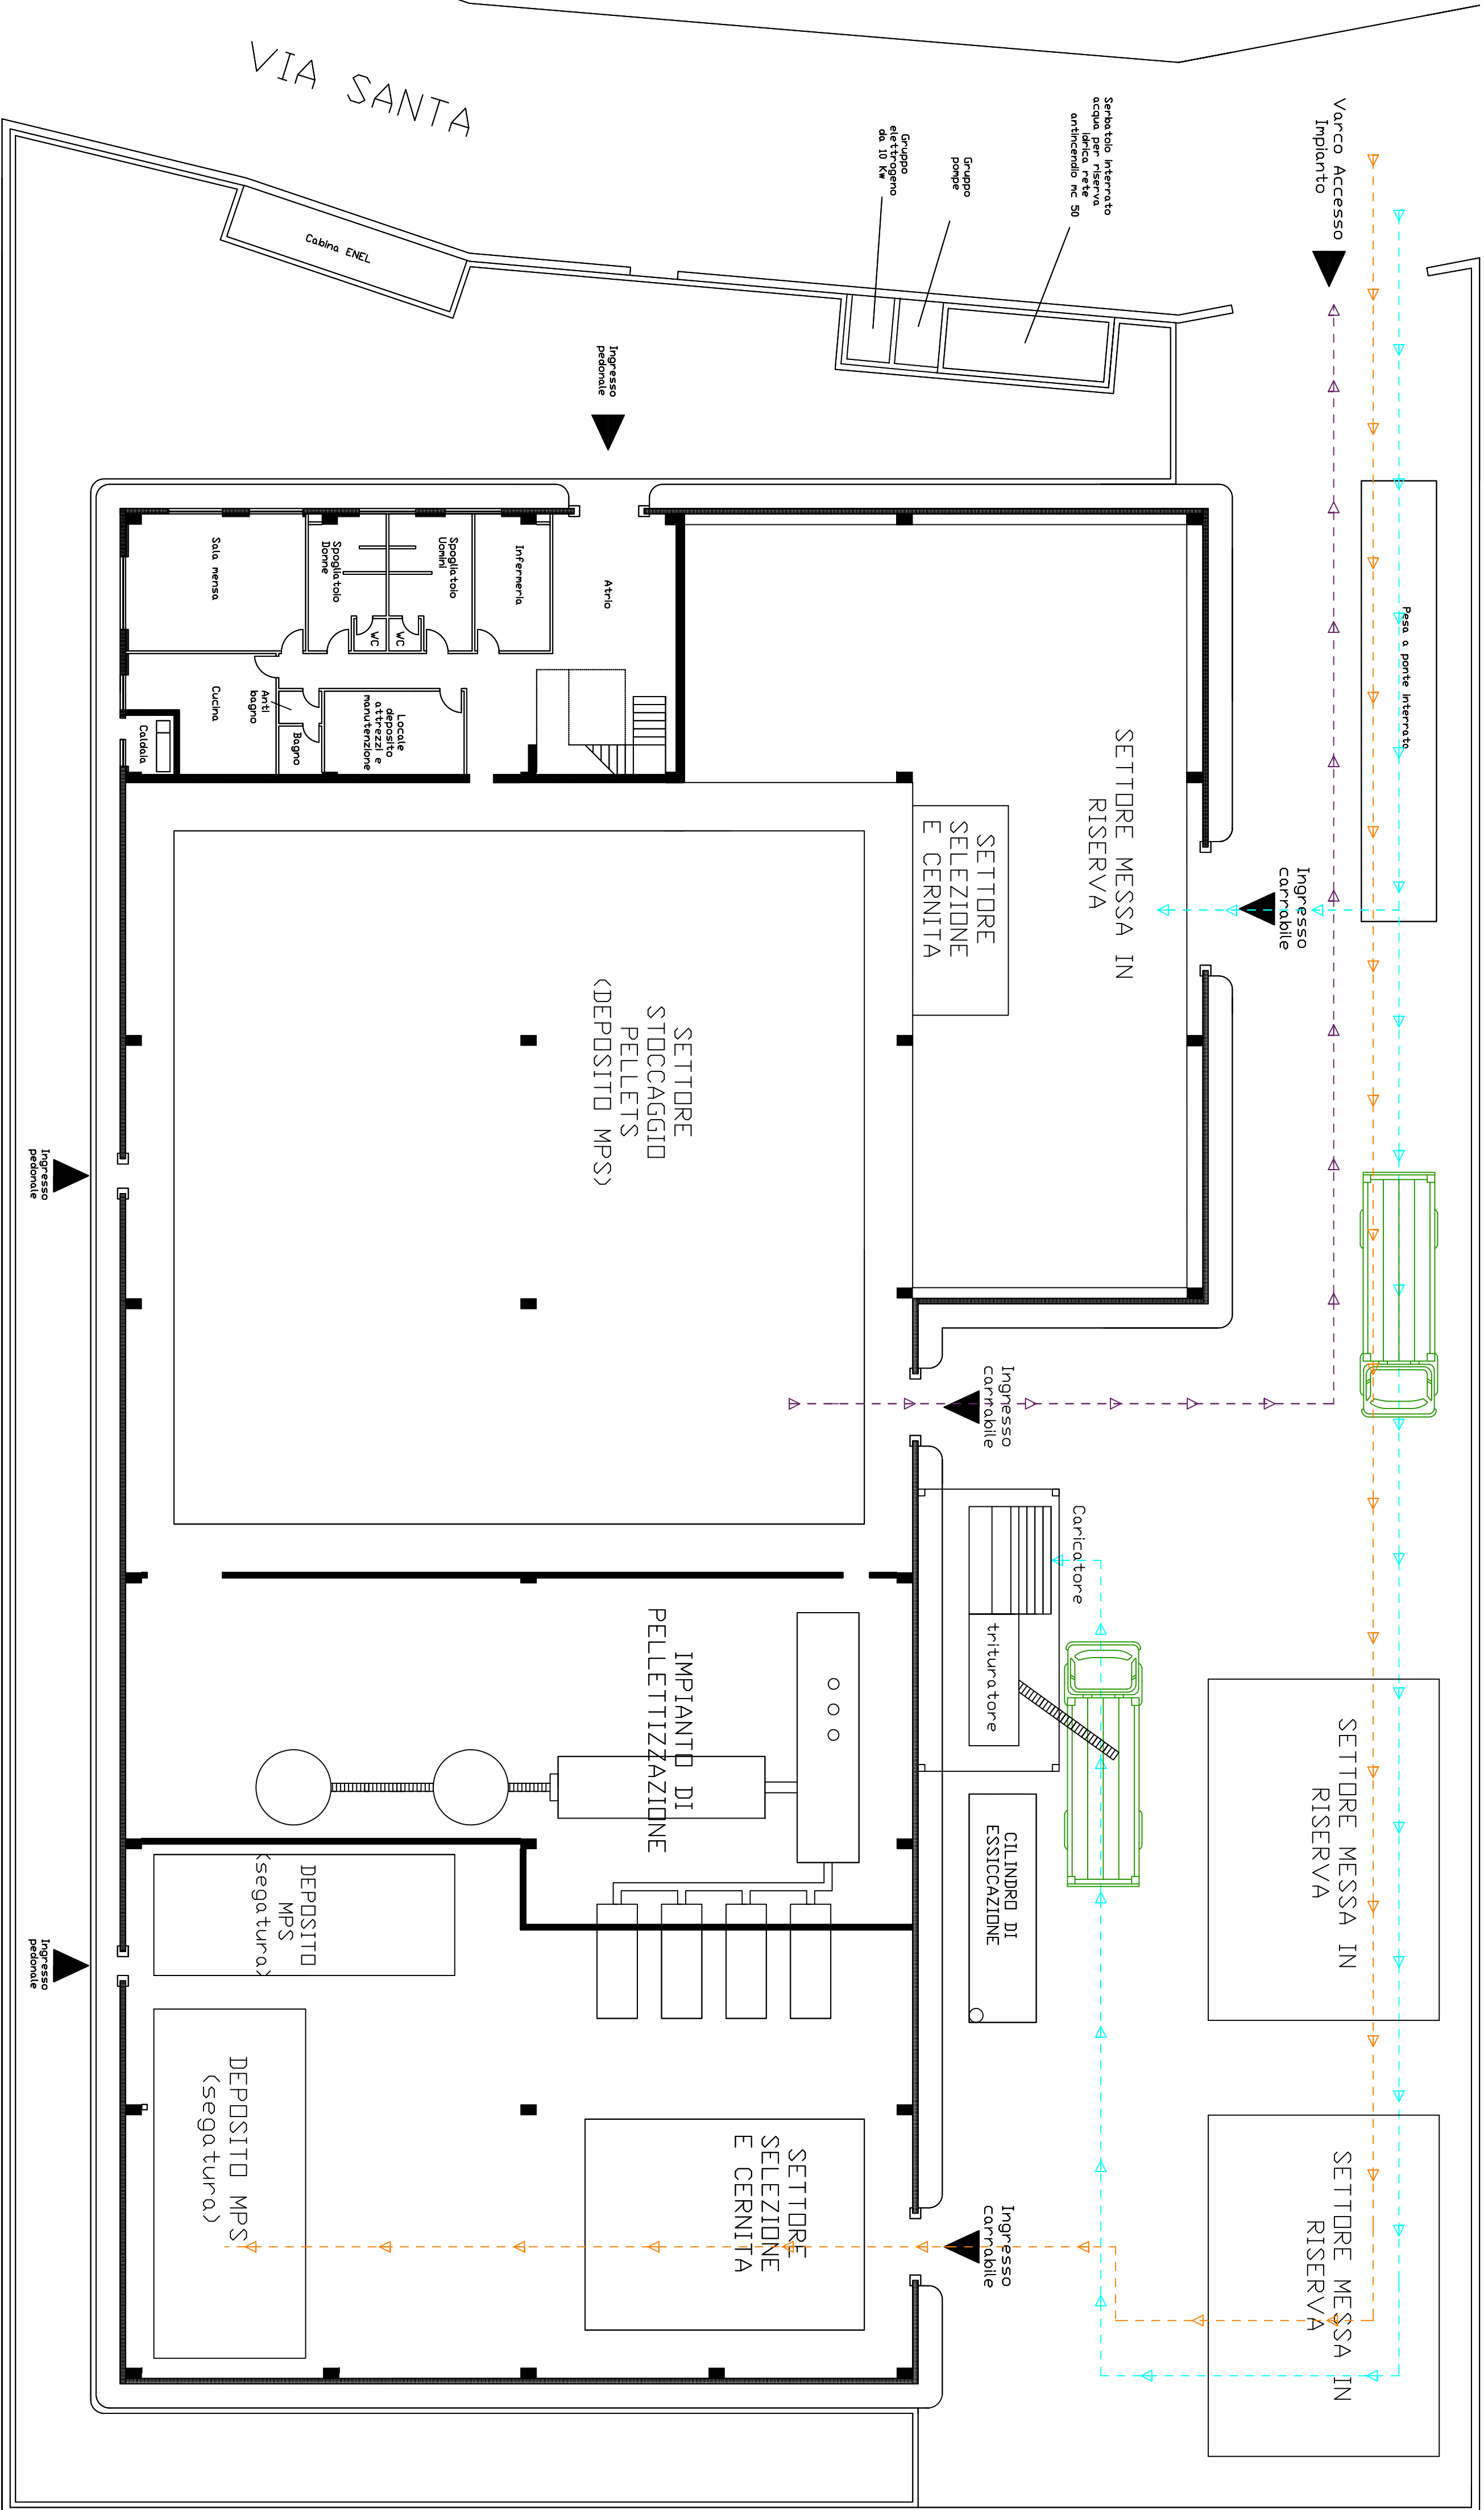 VIA SANTA
Varco Accesso
Impianto
Serbatoio interrato
acqua per riserva
idrica rete
antincendio mc 50
Gruppo
pompe
Gruppo
elettrogeno
da 10 Kw
Cabina ENEL
Ingresso
pedonale
Pesa a ponte interrata
Sala mensa
Spogliatoio
Donne
Spogliatoio
Uomini
Infermeria
Atrio
WC
WC
Cucina
Anti
bagno
Bagno
Caldaia
Locale
deposito
attrezzi e
manutenzione
SETTORE MESSA IN
RISERVA
SETTORE
SELEZIONE
E CERNITA
Ingresso
carrabile
SETTORE
STOCCAGGIO
PELLETS
(DEPOSITO MPS)
Ingresso
pedonale
Ingresso
carrabile
Caricatore
trituratore
IMPIANTO DI
PELLETTIZZAZIONE
CILINDRO DI
ESSICCAZIONE
SETTORE MESSA IN
RISERVA
DEPOSITO
MPS
(segatura)
Ingresso
pedonale
DEPOSITO MPS
(segatura)
SETTORE
SELEZIONE
E CERNITA
Ingresso
carrabile
SETTORE MESSA IN
RISERVA